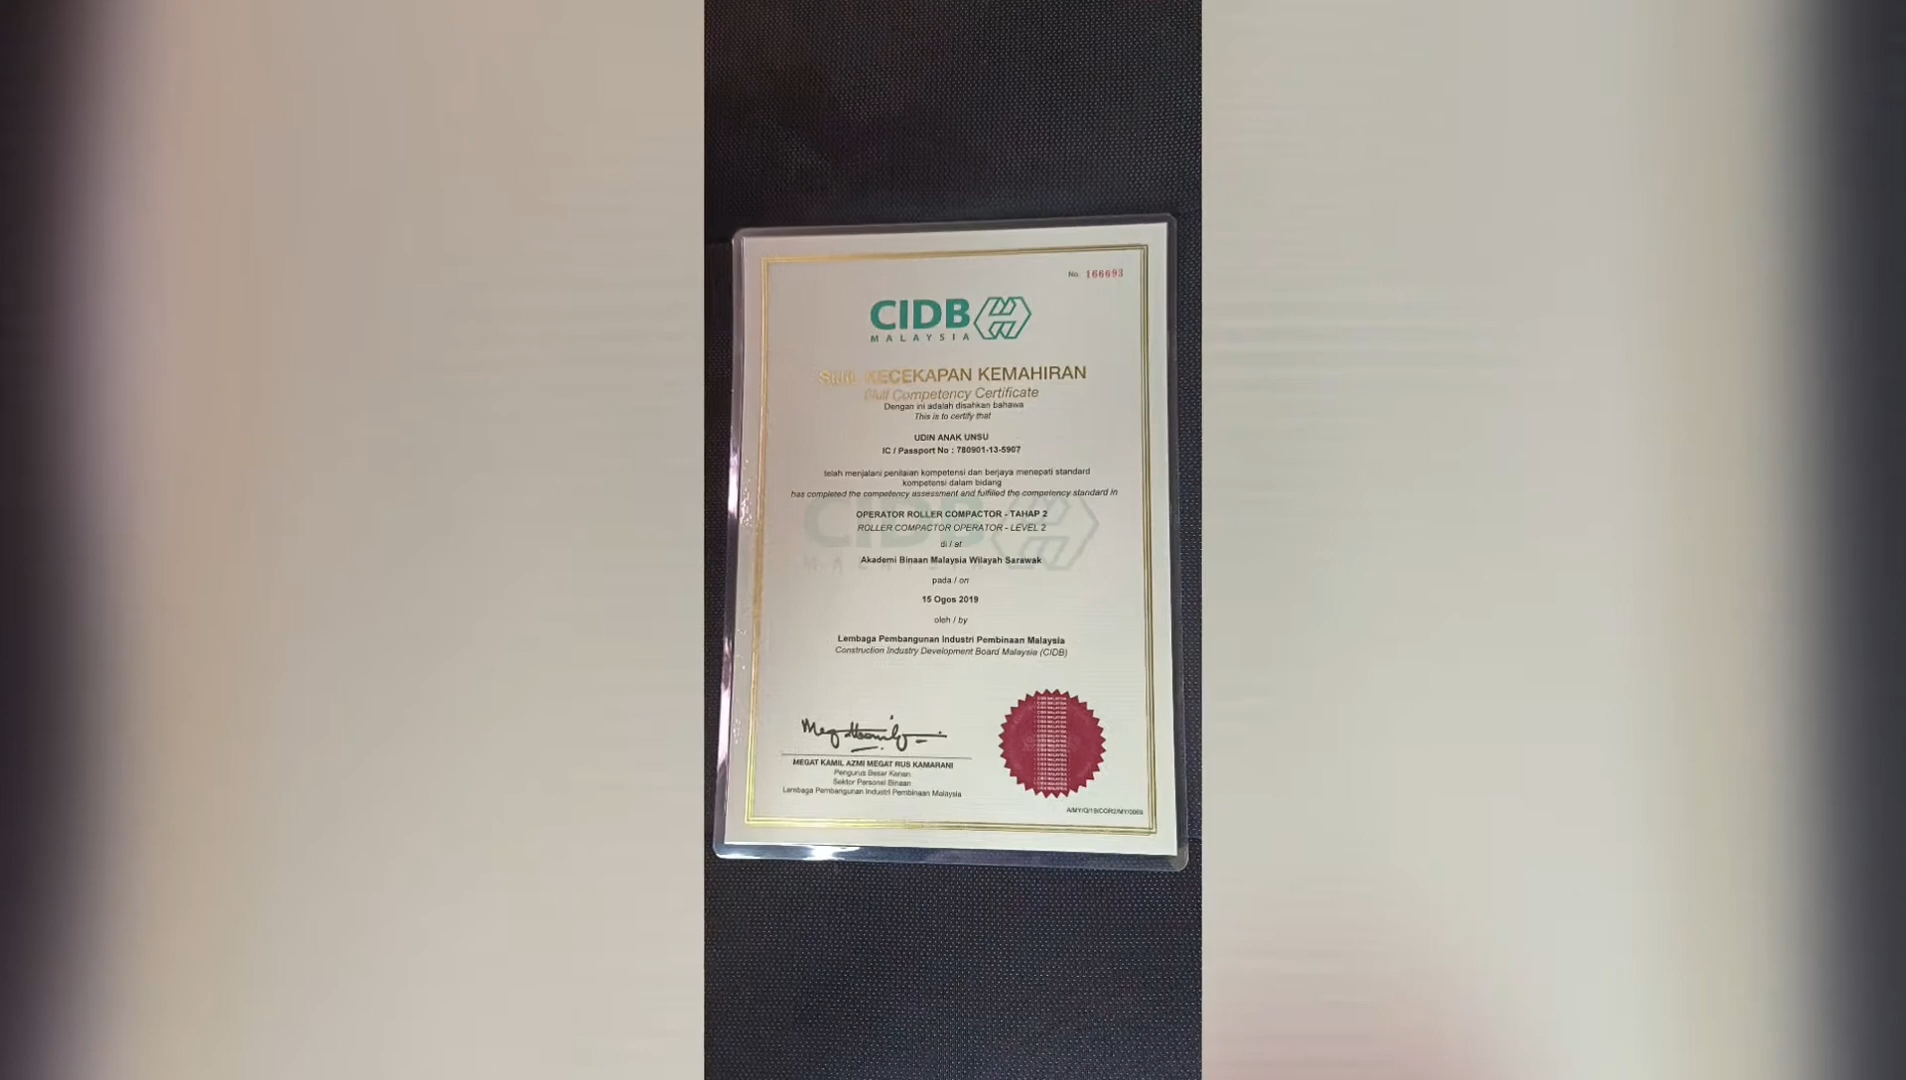 No. 166693
CIDB
MALAYSIA
SIJIL KECEKAPAN KEMAHIRAN
Skill Competency Certificate
Dengan ini adalah disahkan bahawa
This is to certify that
UDIN ANAK UNSU
IC / Passport No : 780901-13-5907
telah menjalani penilaian kompetensi dan berjaya menepati standard
kompetensi dalam bidang
has completed the competency assessment and fulfilled the competency standard in
OPERATOR ROLLER COMPACTOR - TAHAP 2
ROLLER COMPACTOR OPERATOR - LEVEL 2
di / at
Akademi Binaan Malaysia Wilayah Sarawak
pada / on
15 Ogos 2019
oleh / by
Lembaga Pembangunan Industri Pembinaan Malaysia
Construction Industry Development Board Malaysia (CIDB)
MEGAT KAMIL AZMI MEGAT RUS KAMARANI
Pengurus Besar Kanan
Sektor Personel Binaan
Lembaga Pembangunan Industri Pembinaan Malaysia